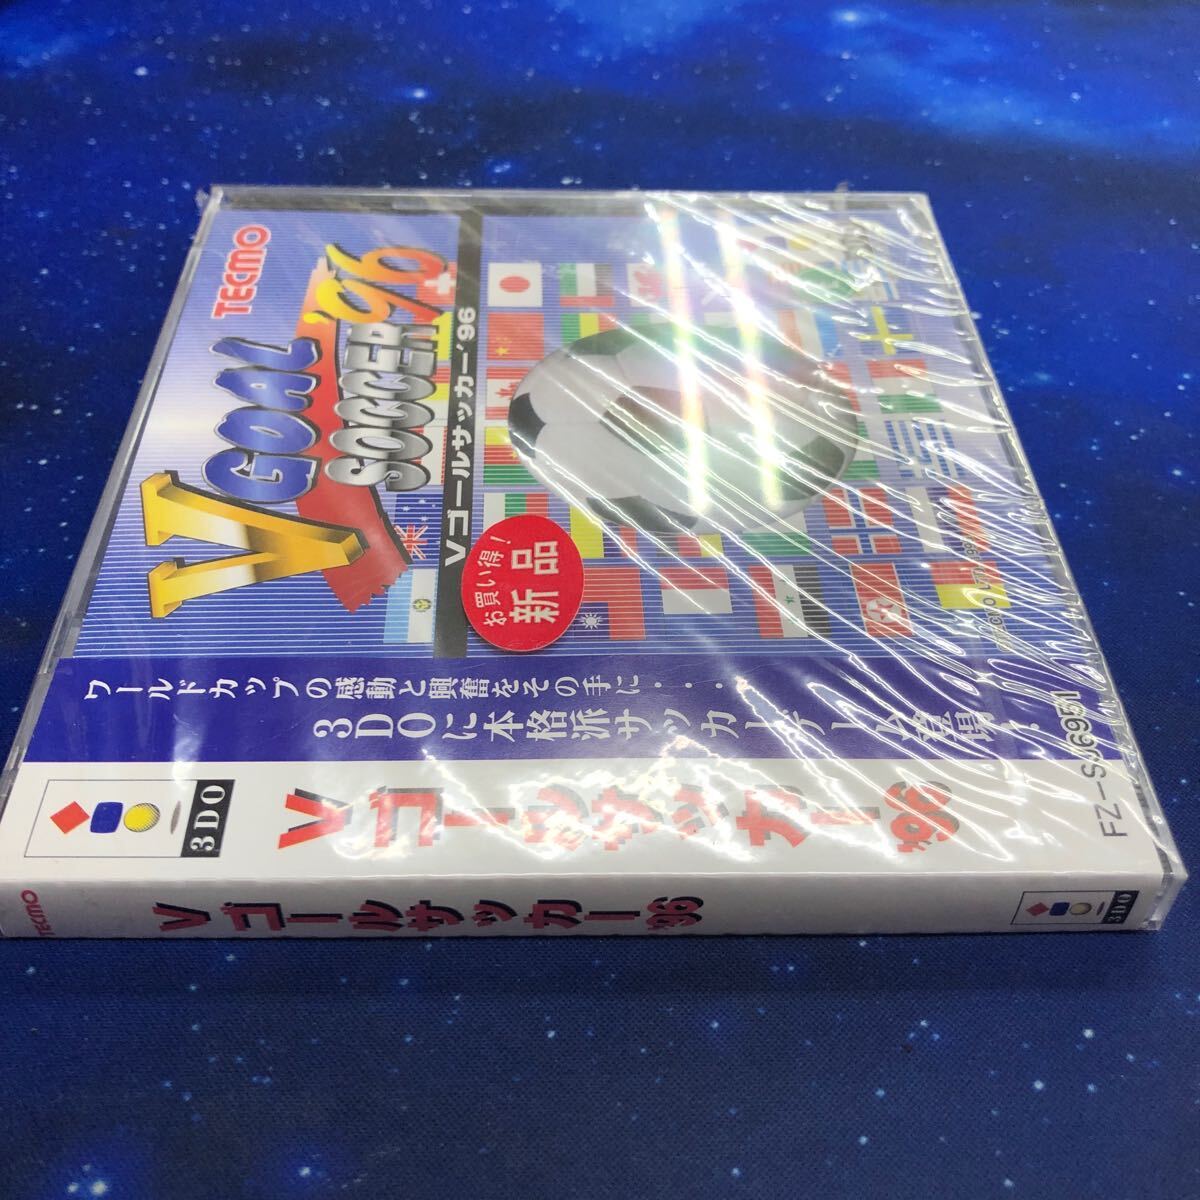 TECMO
V GOAL
SOCCER '96
Vゴールサッカー'96
お買い得!
新品
ワールドカップの感動と興奮をその手に・・・
3DOに本格派サッカーゲーム登場!
FZ-SJ6951
3DO
Vゴールサッカー'96
TECMO
Vゴールサッカー'96
3DO